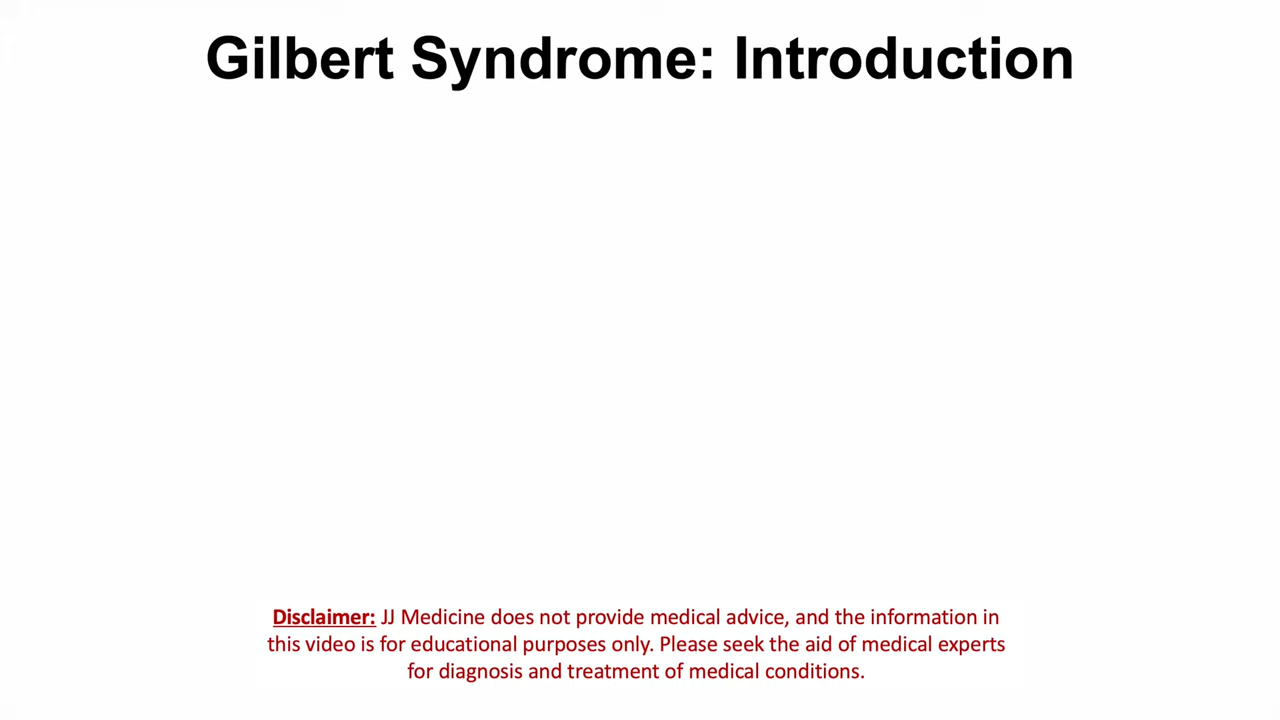 Gilbert Syndrome: Introduction
Disclaimer: JJ Medicine does not provide medical advice, and the information in
this video is for educational purposes only. Please seek the aid of medical experts
for diagnosis and treatment of medical conditions.